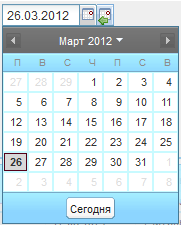 26.03.2012
Март 2012
П В С Ч П С В
27 28 29 1 2 3 4
5 6 7 8 9 10 11
12 13 14 15 16 17 18
19 20 21 22 23 24 25
26 27 28 29 30 31 1
2 3 4 5 6 7 8
Сегодня